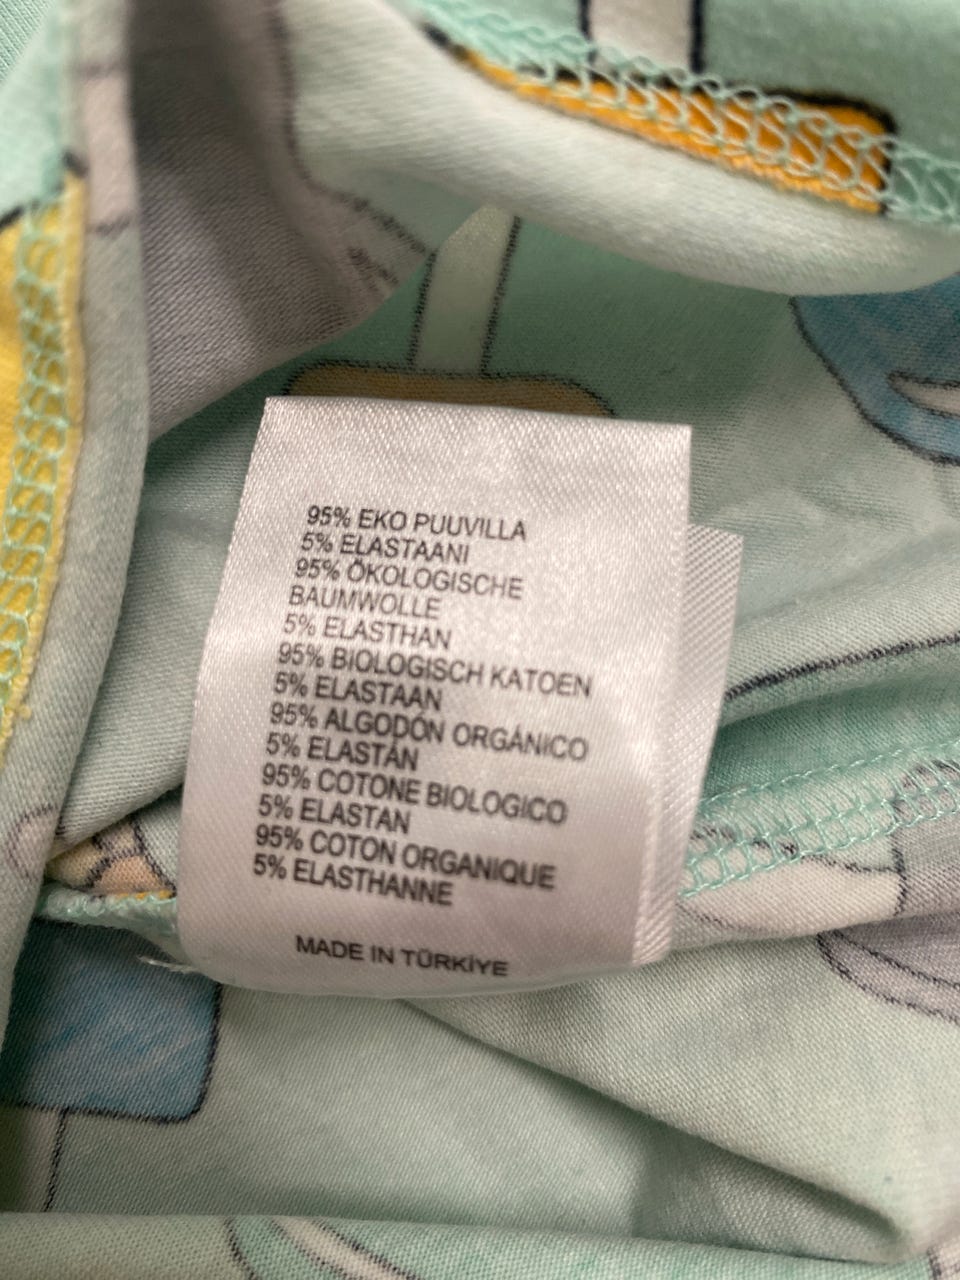 95% EKO PUUVILLA
5% ELASTAANI
95% ÖKOLOGISCHE
BAUMWOLLE
5% ELASTHAN
95% BIOLOGISCH KATOEN
5% ELASTAAN
95% ALGODÓN ORGÁNICO
5% ELASTÁN
95% COTONE BIOLOGICO
5% ELASTAN
95% COTON ORGANIQUE
5% ELASTHANNE
MADE IN TÜRKİYE